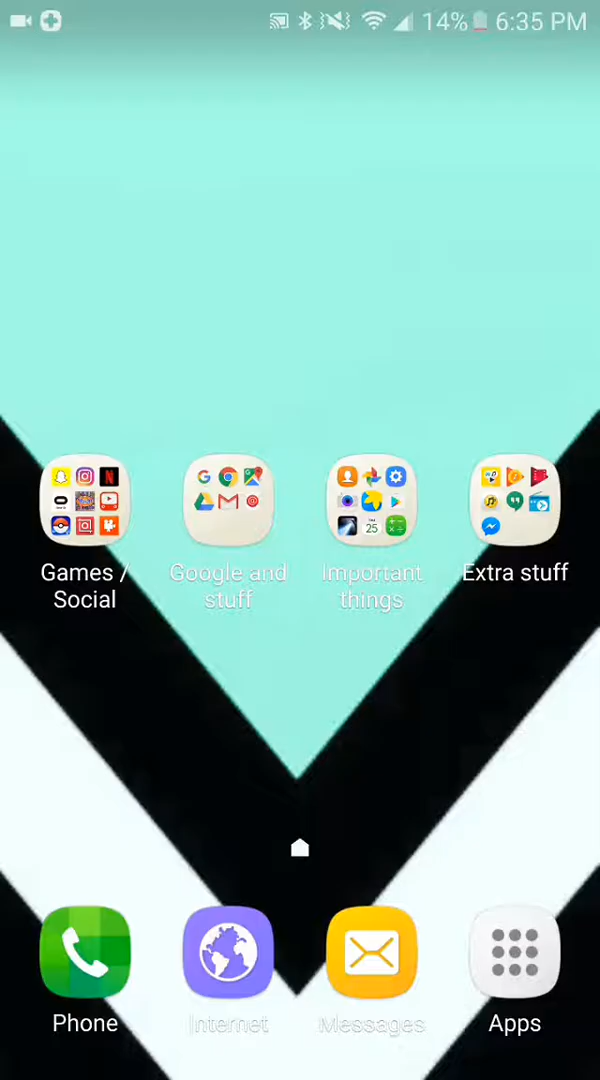 14% 6:35 PM
Games /
Social
Google and
stuff
Important
things
Extra stuff
Phone
Internet
Messages
Apps